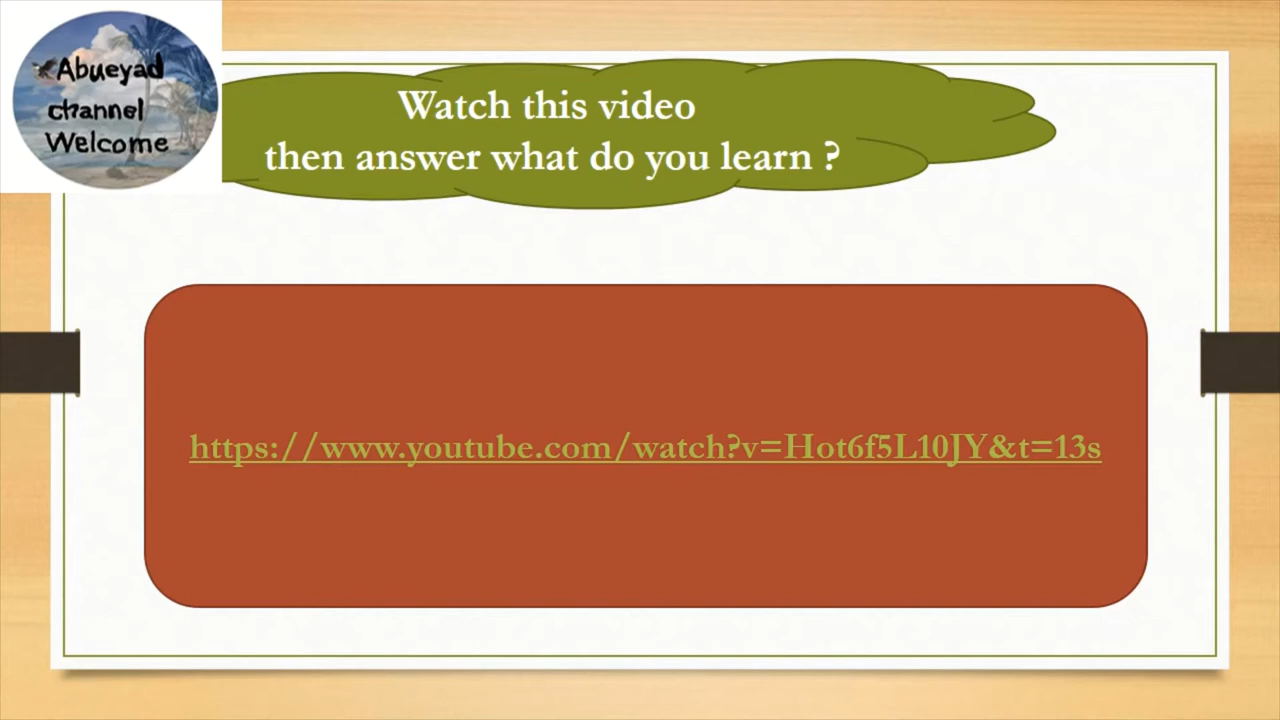 Abueyad
channel
Welcome
Watch this video
then answer what do you learn ?
https://www.youtube.com/watch?v=Hot6f5L10JY&t=13s